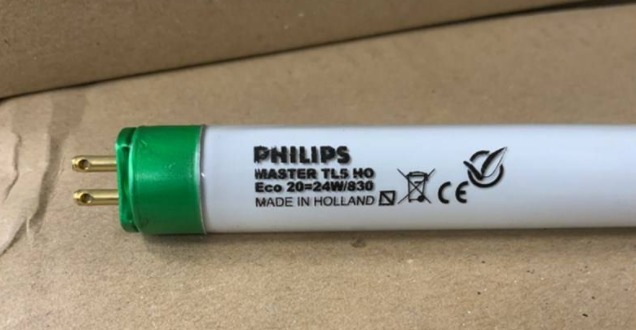 PHILIPS
MASTER TL5 HO
Eco 20=24W/830
MADE IN HOLLAND CE